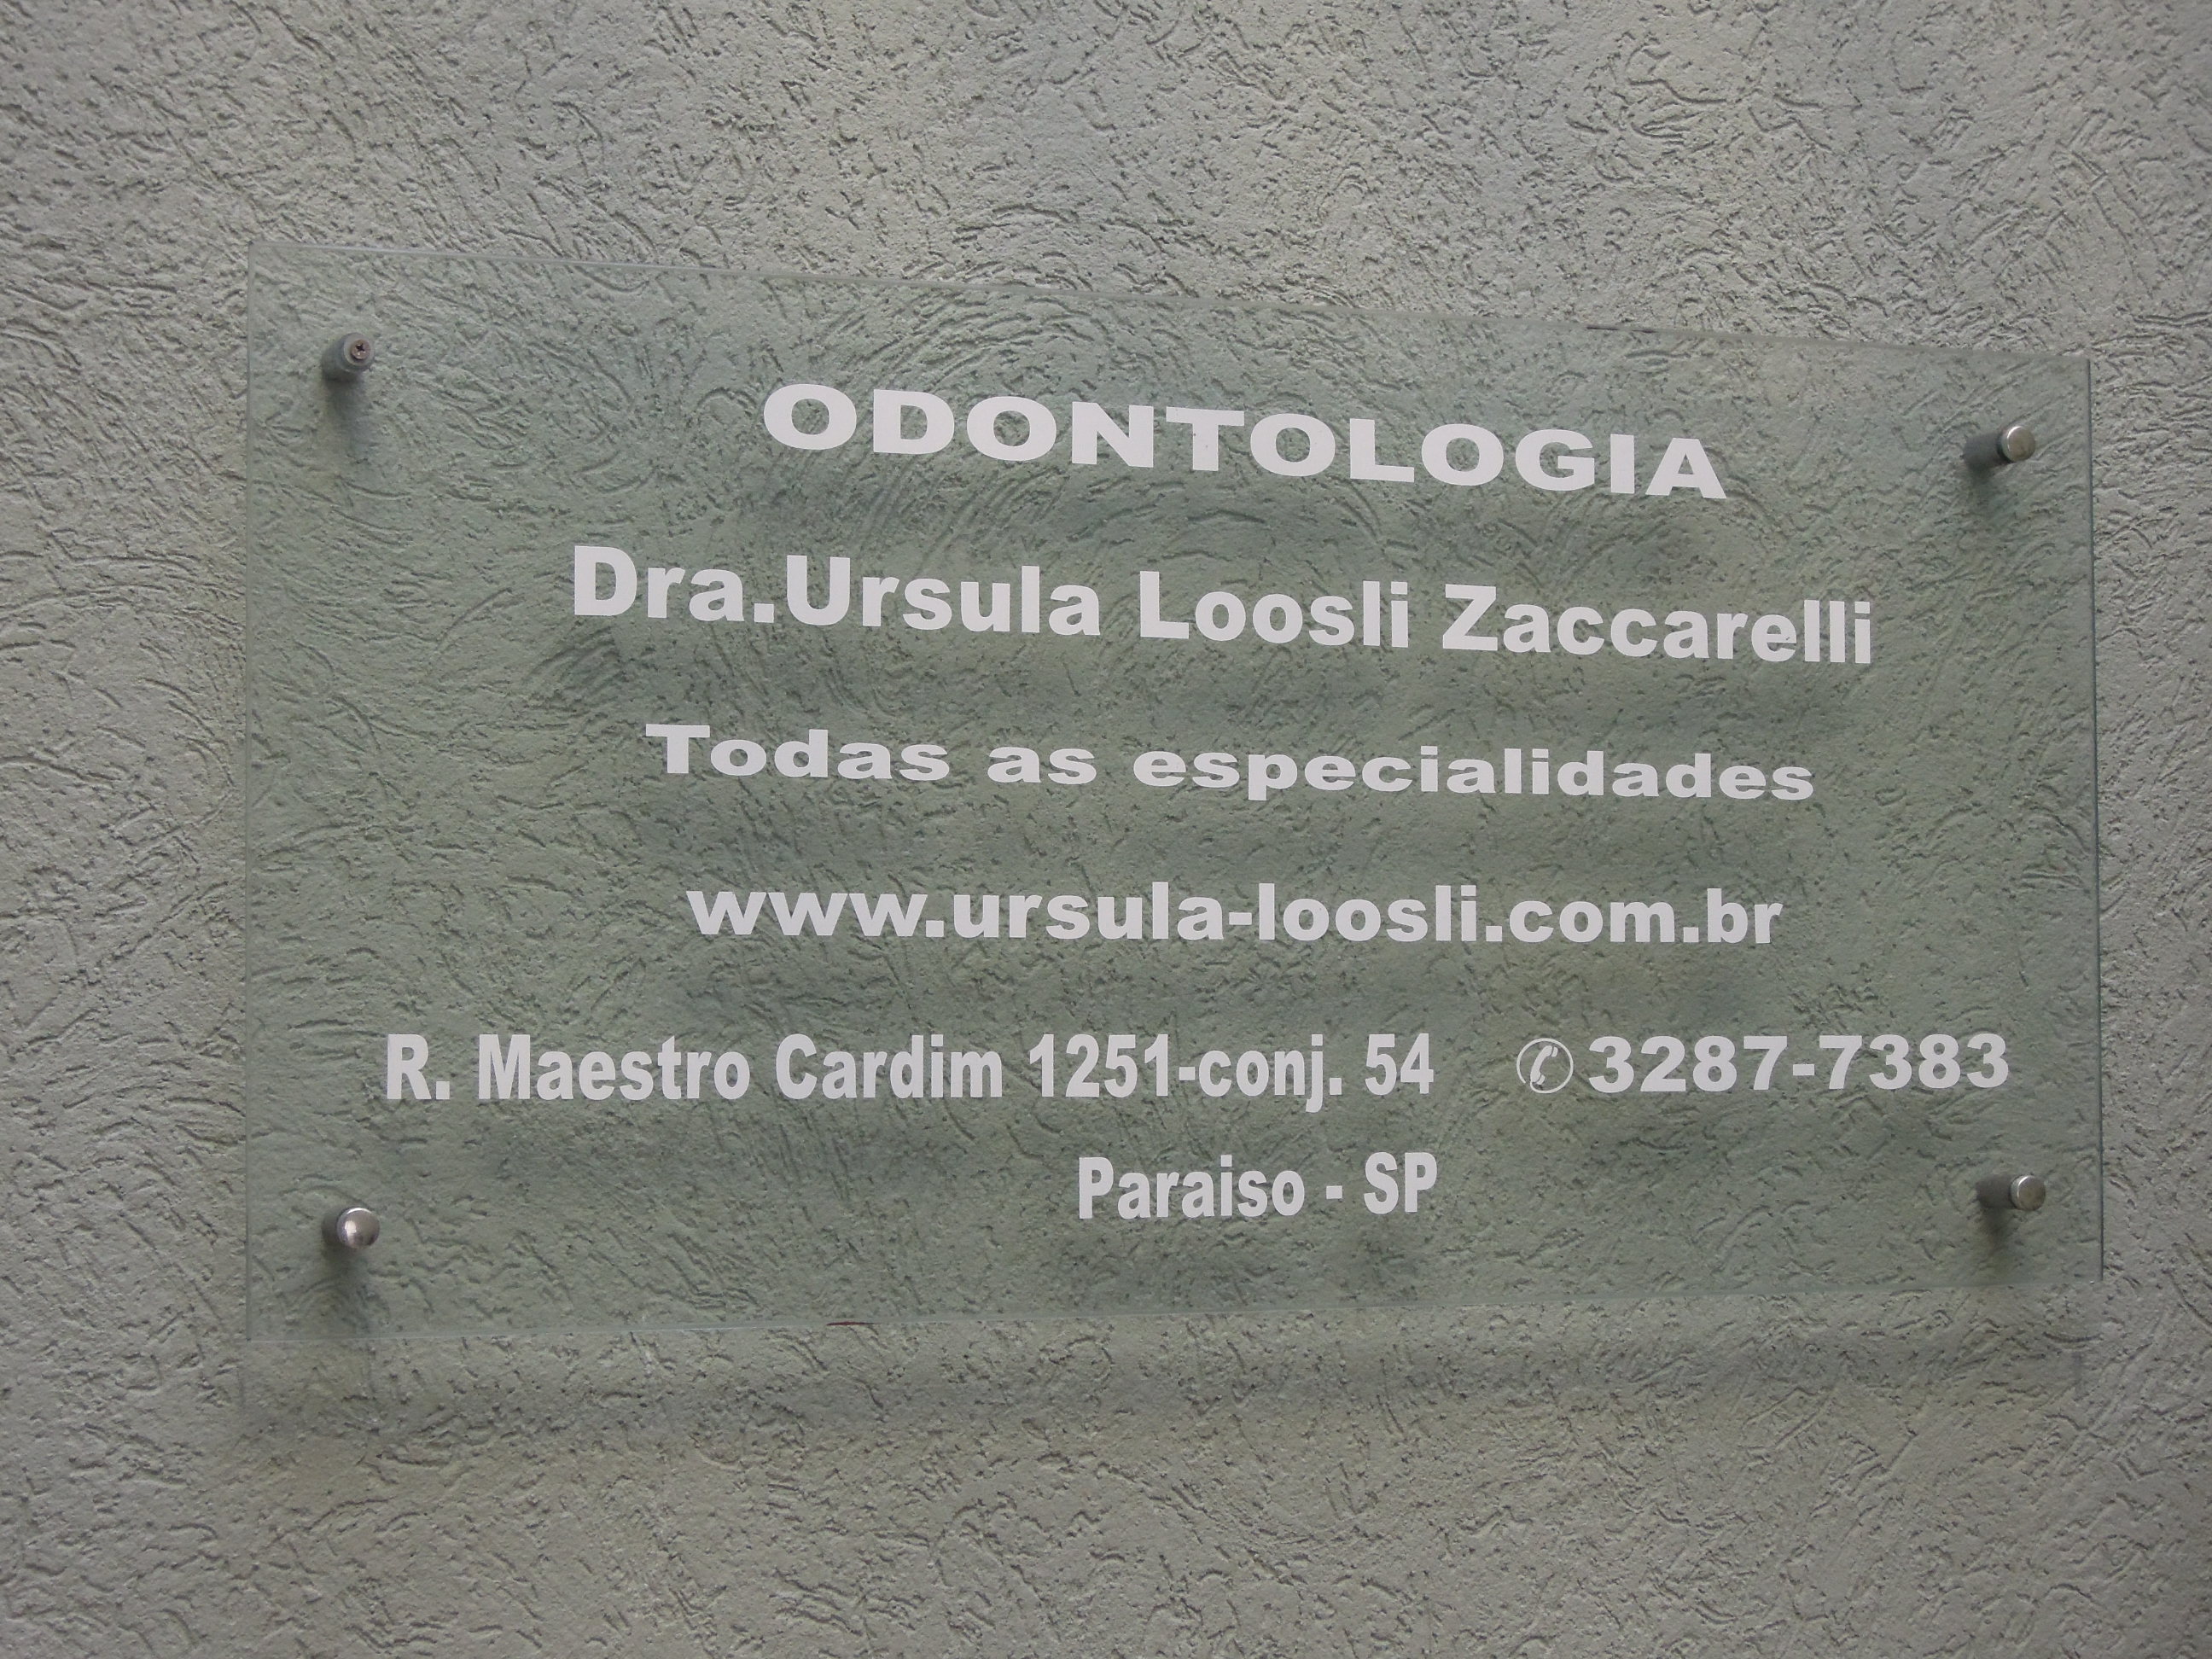 ODONTOLOGIA
Dra.Ursula Loosli Zaccarelli
Todas as especialidades
www.ursula-loosli.com.br
R. Maestro Cardim 1251-conj. 54 ✆3287-7383
Paraiso - SP